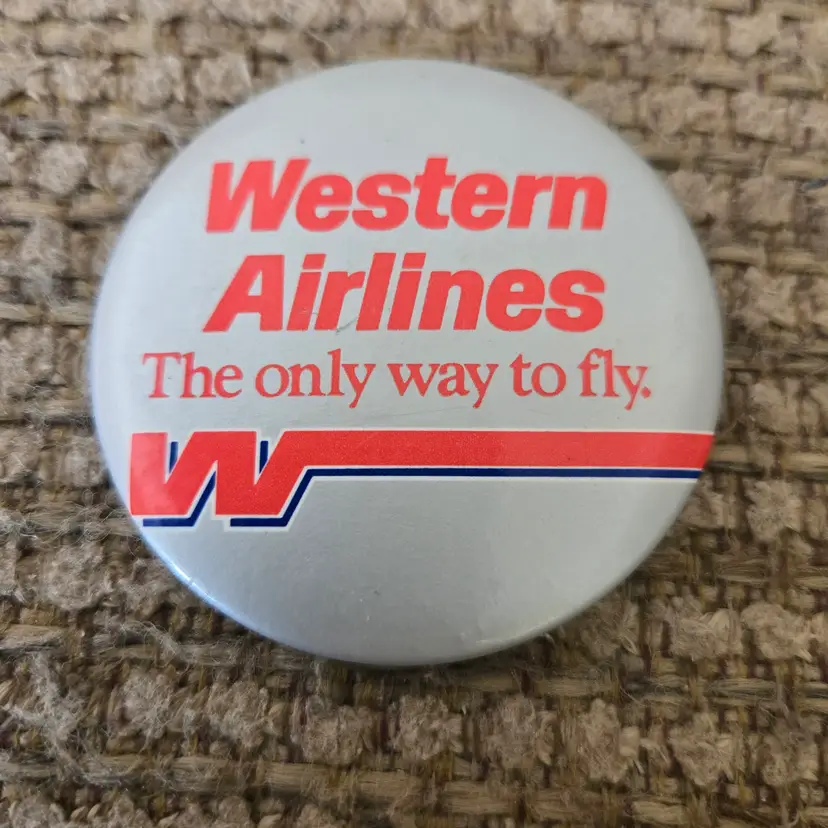 Western
Airlines
The only way to fly.
W